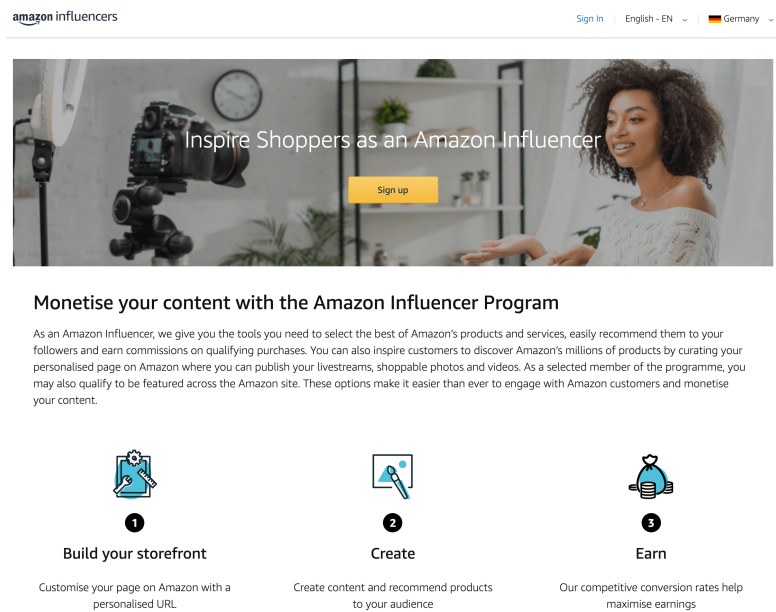 amazon influencers
Sign In
English - EN
Germany
Inspire Shoppers as an Amazon Influencer
Sign up
Monetise your content with the Amazon Influencer Program
As an Amazon Influencer, we give you the tools you need to select the best of Amazon's products and services, easily recommend them to your
followers and earn commissions on qualifying purchases. You can also inspire customers to discover Amazon's millions of products by curating your
personalised page on Amazon where you can publish your livestreams, shoppable photos and videos. As a selected member of the programme, you
may also qualify to be featured across the Amazon site. These options make it easier than ever to engage with Amazon customers and monetise
your content.
1
Build your storefront
Customise your page on Amazon with a
personalised URL
2
Create
Create content and recommend products
to your audience
3
Earn
Our competitive conversion rates help
maximise earnings